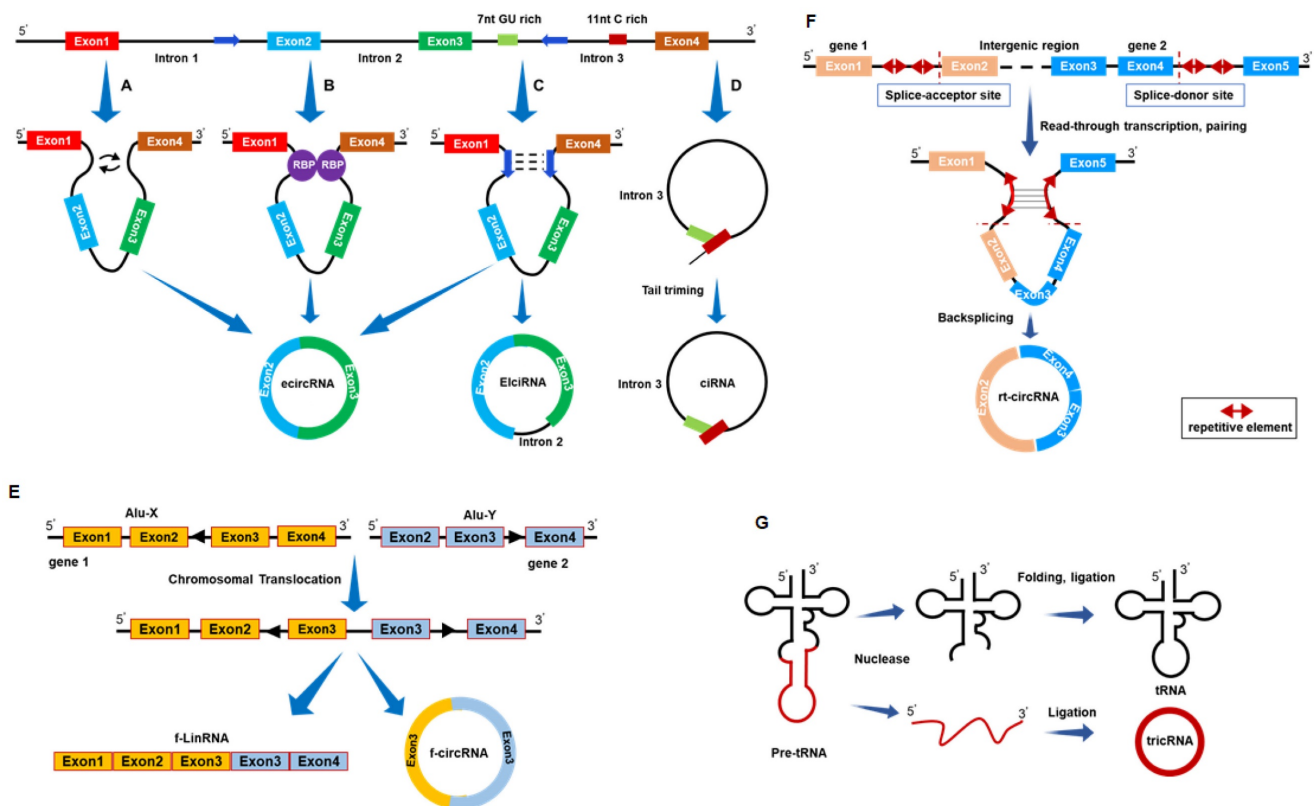 7nt GU rich
11nt C rich
5'
Exon1
Intron 1
Exon2
Intron 2
Exon3
Intron 3
Exon4
3'
A
B
C
D
5'
Exon1
Exon4
3'
Exon2
Exon3
5'
Exon1
Exon4
3'
RBP
RBP
Exon2
Exon3
5'
Exon1
Exon4
3'
Exon2
Exon3
Intron 3
Tail triming
ecircRNA
Exon2
Exon3
EIciRNA
Exon2
Exon3
Intron 2
Intron 3
ciRNA
F
gene 1
Intergenic region
gene 2
5'
Exon1
Exon2
Exon3
Exon4
Exon5
3'
Splice-acceptor site
Splice-donor site
Read-through transcription, pairing
5'
Exon1
Exon5
3'
Exon2
Exon4
Exon3
Backsplicing
Exon2
Exon4
Exon3
rt-circRNA
repetitive element
E
Alu-X
5'
Exon1
Exon2
Exon3
Exon4
3'
gene 1
Alu-Y
5'
Exon2
Exon3
Exon4
3'
gene 2
Chromosomal Translocation
5'
Exon1
Exon2
Exon3
Exon3
Exon4
3'
f-LinRNA
Exon1
Exon2
Exon3
Exon3
Exon4
Exon3
f-circRNA
Exon3
G
5'
3'
Pre-tRNA
Nuclease
5'
3'
Folding, ligation
5'
3'
tRNA
5'
3'
Ligation
tricRNA